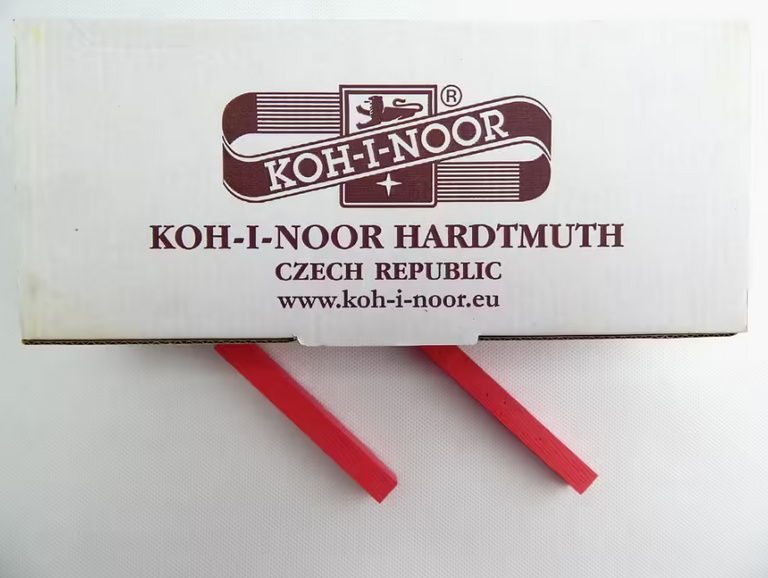 ®
KOH-I-NOOR
KOH-I-NOOR HARDTMUTH
CZECH REPUBLIC
www.koh-i-noor.eu